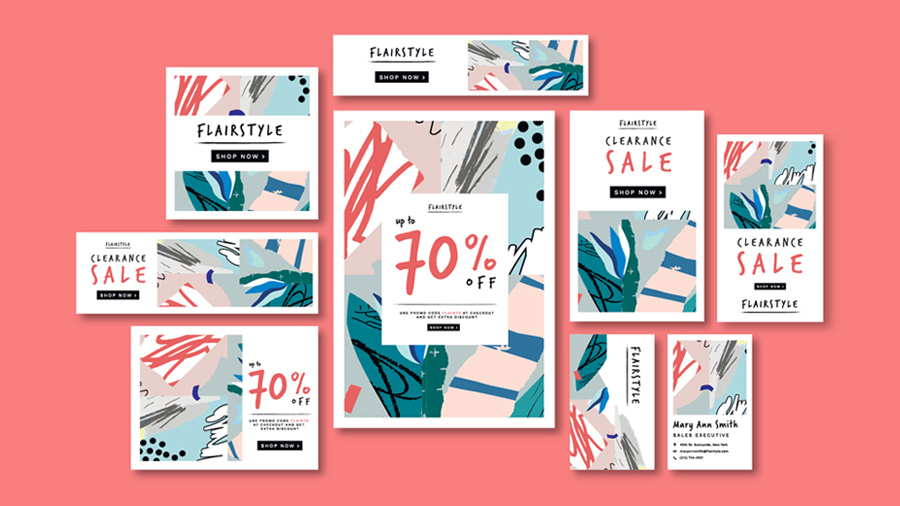 FLAIRSTYLE
SHOP NOW >
FLAIRSTYLE
SHOP NOW >
FLAIRSTYLE
CLEARANCE
SALE
SHOP NOW >
FLAIRSTYLE
up to
70%
OFF
USE PROMO CODE FLAIR70 AT CHECKOUT
AND GET EXTRA DISCOUNT
SHOP NOW >
FLAIRSTYLE
CLEARANCE
SALE
SHOP NOW >
CLEARANCE
SALE
SHOP NOW >
FLAIRSTYLE
up to
70%
OFF
USE PROMO CODE FLAIR70
AT CHECKOUT AND GET
EXTRA DISCOUNT
SHOP NOW >
FLAIRSTYLE
Mary Ann Smith
SALES EXECUTIVE